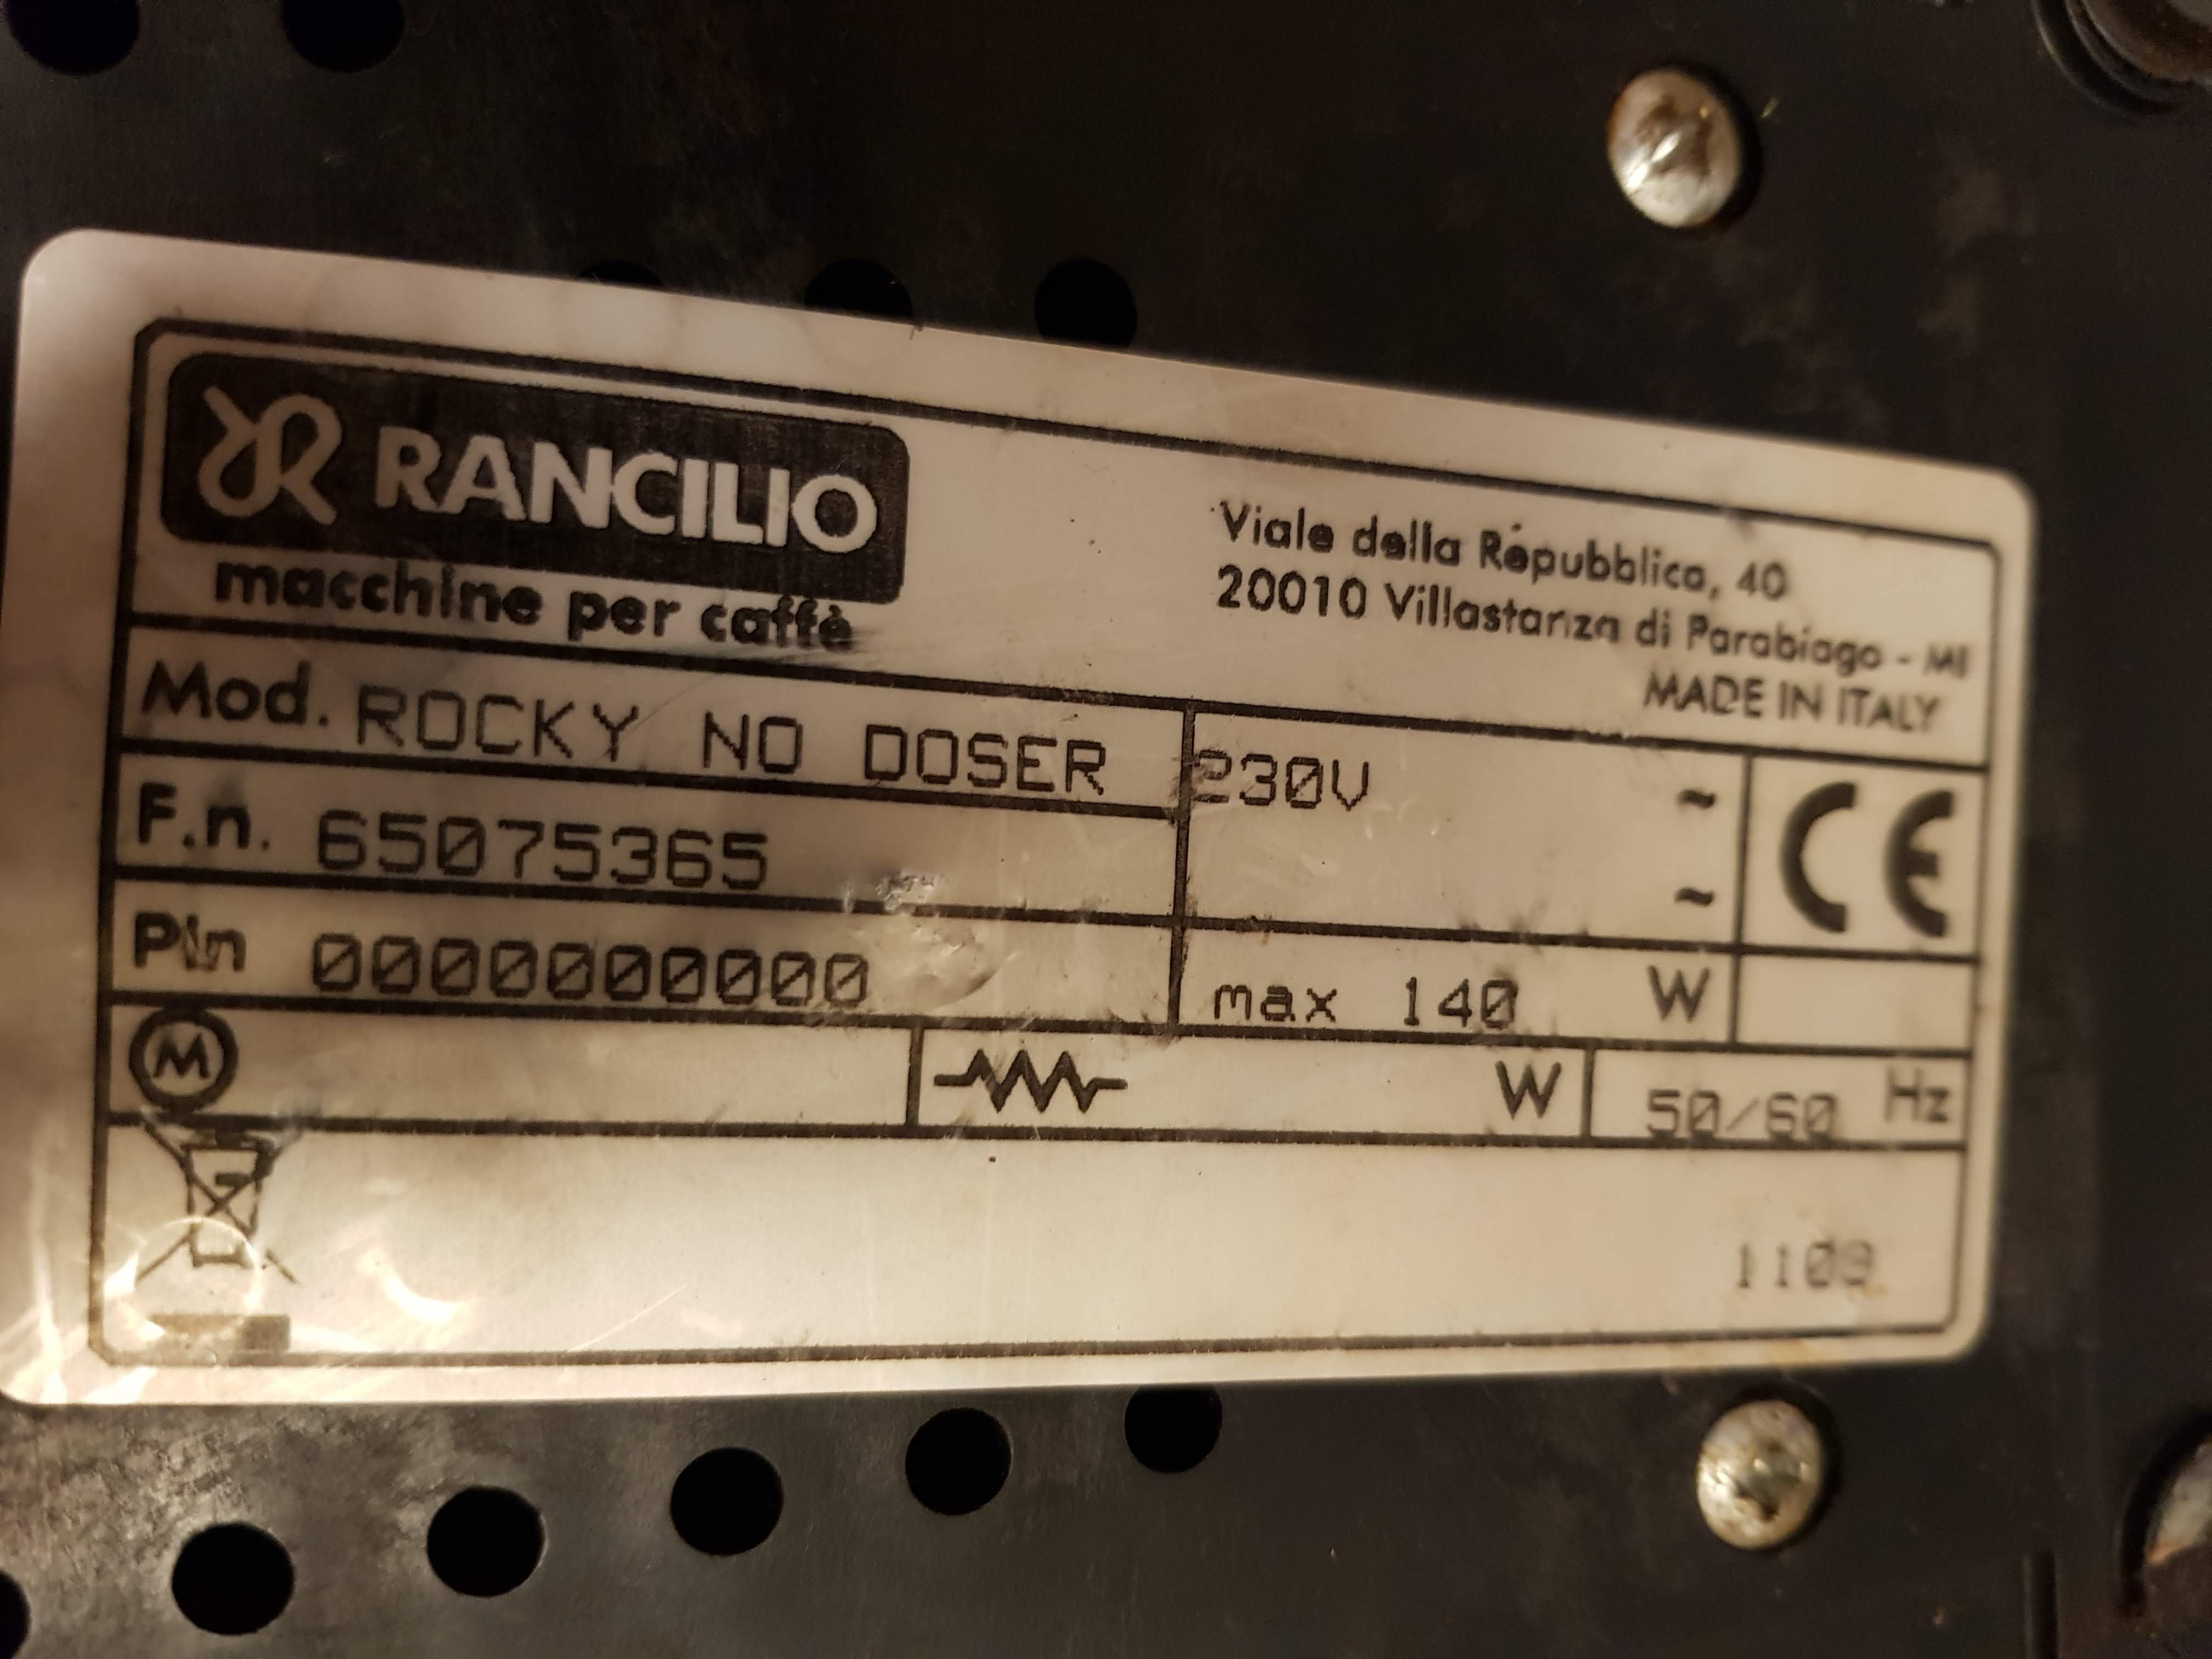 RANCILIO
macchine per caffè
Viale della Repubblica, 40
20010 Villastanza di Parabiago - MI
MADE IN ITALY
Mod. ROCKY NO DOSER
230V ~
~
CE
F.n. 65075365
Pin 0000000000
max 140 W
M
W
50/60 Hz
1109